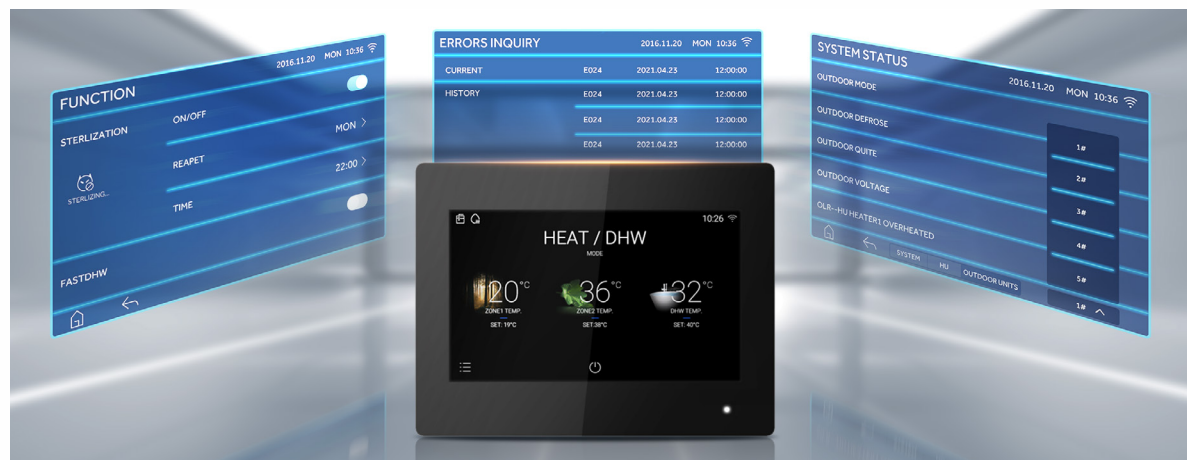 FUNCTION
2016.11.20 MON 10:36
STERLIZATION
ON/OFF
REAPET
MON >
STERLIZING...
TIME
22:00 >
FASTDHW
ERRORS INQUIRY
2016.11.20 MON 10:36
CURRENT E024 2021.04.23 12:00:00
HISTORY E024 2021.04.23 12:00:00
E024 2021.04.23 12:00:00
E024 2021.04.23 12:00:00
SYSTEM STATUS
2016.11.20 MON 10:36
OUTDOOR MODE
OUTDOOR DEFROSE
OUTDOOR QUITE
OUTDOOR VOLTAGE
OLR--HU HEATER1 OVERHEATED
1#
2#
3#
4#
5#
1#
SYSTEM HU OUTDOOR UNITS
10:26
HEAT / DHW
MODE
20°C 36°C 32°C
ZONE1 TEMP. ZONE2 TEMP. DHW TEMP.
SET: 19°C SET:38°C SET: 40°C